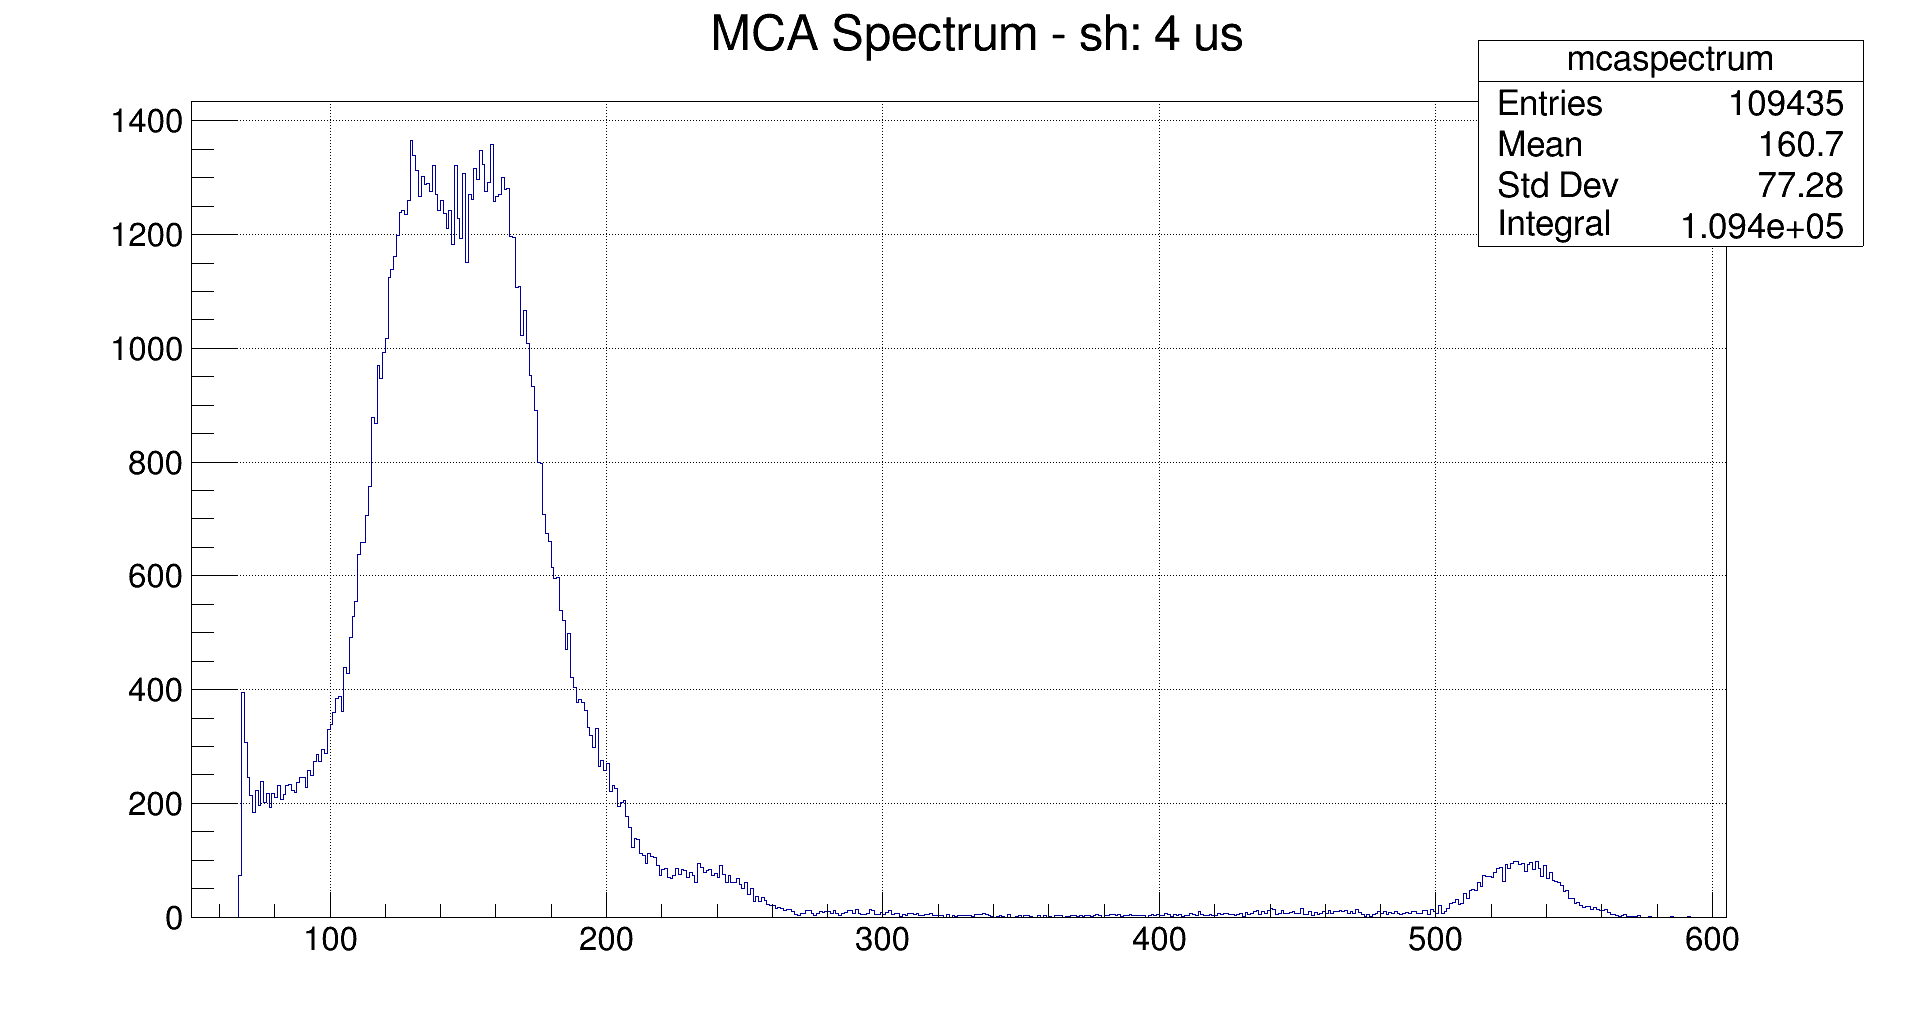 MCA Spectrum - sh: 4 us
mcaspectrum
Entries 109435
Mean 160.7
Std Dev 77.28
Integral 1.094e+05
1400
1200
1000
800
600
400
200
0
100 200 300 400 500 600